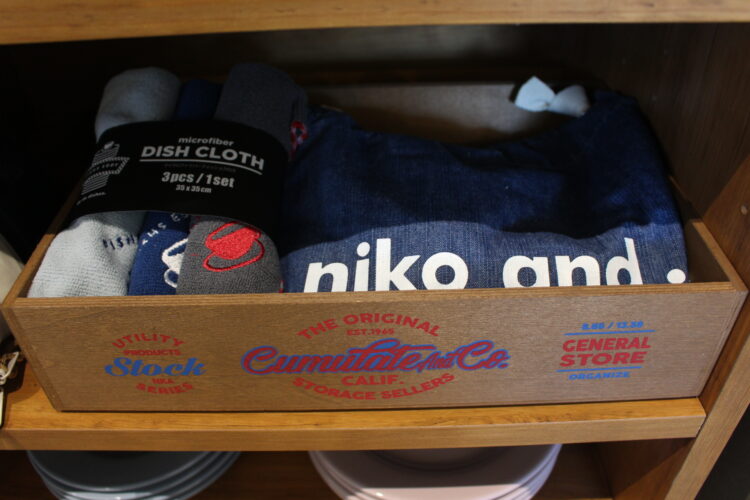 microfiber
DISH CLOTH
3pcs / 1set
35 x 35cm
niko and .
UTILITY
PRODUCTS
Stock
SERIES
THE ORIGINAL
EST. 1965
Cumulate
Co.
CALIF.
STORAGE SELLERS
GENERAL
STORE
ORGANIZE